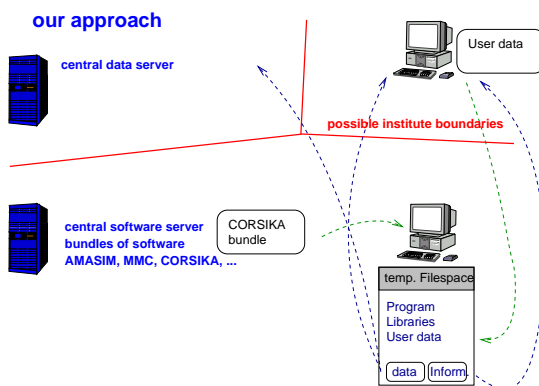 our approach
User data
central data server
possible institute boundaries
central software server
bundles of software
AMASIM, MMC, CORSIKA, ...
CORSIKA
bundle
temp. Filespace
Program
Libraries
User data
data
Inform.